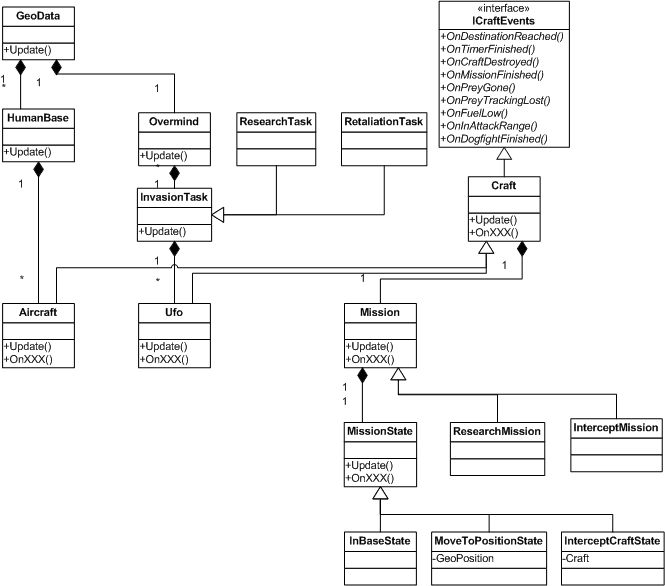 GeoData
+Update()
1
*
1
1
HumanBase
+Update()
1
*
Overmind
+Update()
*
1
ResearchTask
RetaliationTask
InvasionTask
+Update()
1
*
«interface»
ICraftEvents
+OnDestinationReached()
+OnTimerFinished()
+OnCraftDestroyed()
+OnMissionFinished()
+OnPreyGone()
+OnPreyTrackingLost()
+OnFuelLow()
+OnInAttackRange()
+OnDogfightFinished()
Craft
+Update()
+OnXXX()
1
1
Aircraft
+Update()
+OnXXX()
Ufo
+Update()
+OnXXX()
Mission
+Update()
+OnXXX()
1
1
MissionState
+Update()
+OnXXX()
ResearchMission
InterceptMission
InBaseState
MoveToPositionState
-GeoPosition
InterceptCraftState
-Craft